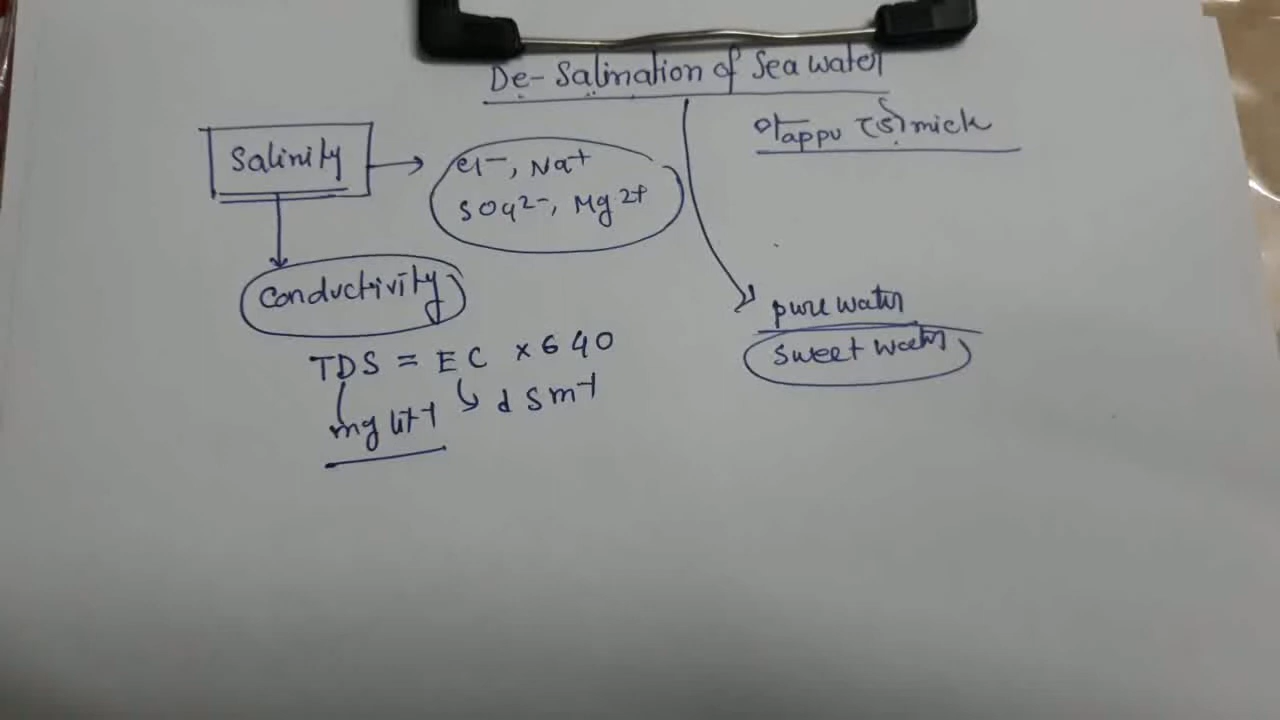 De-Salination of Sea water
Salinity
Cl-, Na+
SO42-, Mg2+
Conductivity
TDS = EC × 640
mg lit-1
dSm-1
pure water
sweet water